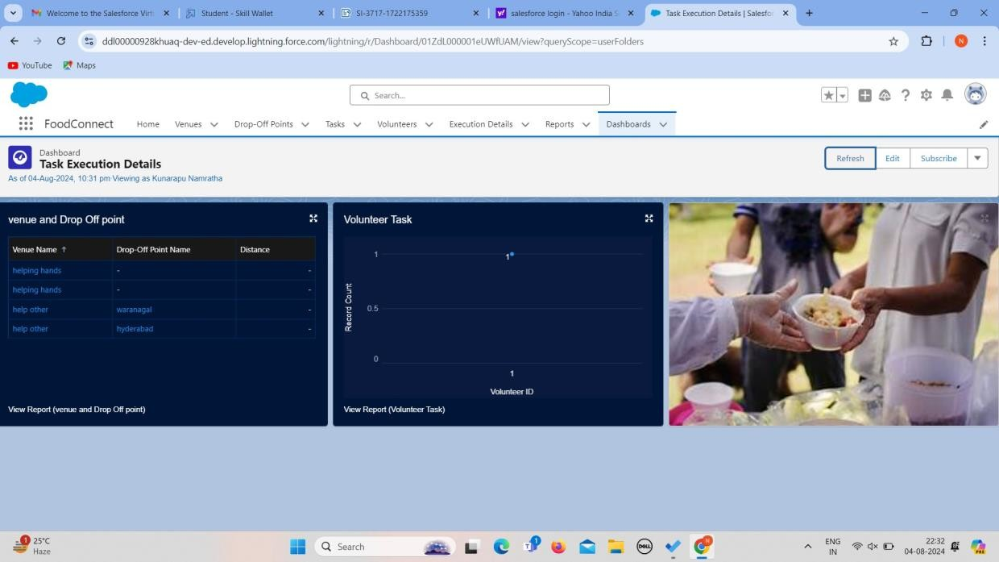 Welcome to the Salesforce Virt
Student - Skill Wallet
SI-3717-1722175359
salesforce login - Yahoo India S
Task Execution Details | Salesfor
ddl00000928khuaq-dev-ed.develop.lightning.force.com/lightning/r/Dashboard/01ZdL000001eUWfUAM/view?queryScope=userFolders
N
YouTube
Maps
Search...
FoodConnect
Home
Venues
Drop-Off Points
Tasks
Volunteers
Execution Details
Reports
Dashboards
Dashboard
Task Execution Details
As of 04-Aug-2024, 10:31 pm·Viewing as Kunarapu Namratha
Refresh
Edit
Subscribe
venue and Drop Off point
Venue Name ↑ Drop-Off Point Name Distance
helping hands - -
helping hands - -
help other waranagal -
help other hyderabad -
View Report (venue and Drop Off point)
Volunteer Task
1
1
0.5
0
Record Count
1
Volunteer ID
View Report (Volunteer Task)
1
25°C
Haze
Search
1
DELL
N
ENG
IN
22:32
04-08-2024
PRE